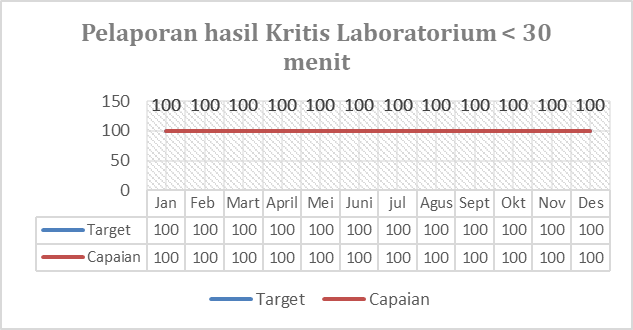 Pelaporan hasil Kritis Laboratorium < 30
menit
100 100 100 100 100 100 100 100 100 100 100 100
150
100
50
0
Jan Feb Mart April Mei Juni jul Agus Sept Okt Nov Des
Target 100 100 100 100 100 100 100 100 100 100 100 100
Capaian 100 100 100 100 100 100 100 100 100 100 100 100
Target Capaian